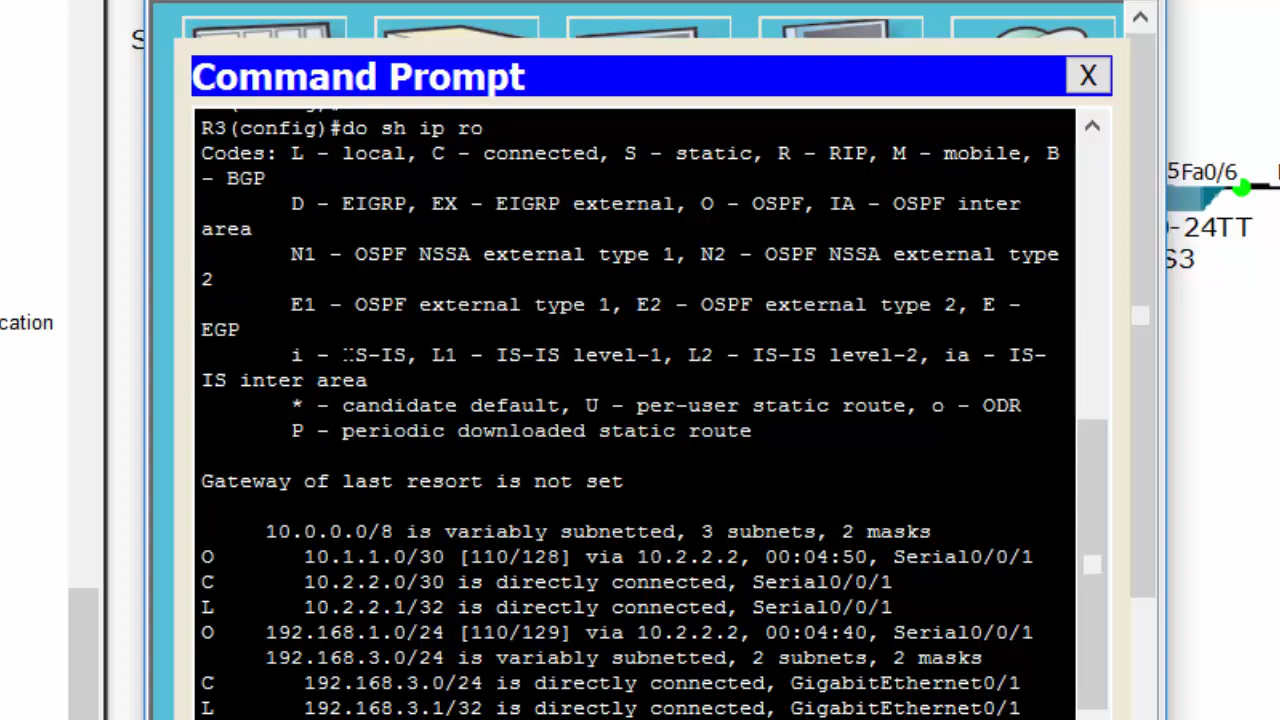 Command Prompt
X
R3(config)#do sh ip ro
Codes: L - local, C - connected, S - static, R - RIP, M - mobile, B
- BGP
D - EIGRP, EX - EIGRP external, O - OSPF, IA - OSPF inter
area
N1 - OSPF NSSA external type 1, N2 - OSPF NSSA external type
2
E1 - OSPF external type 1, E2 - OSPF external type 2, E -
EGP
i - IS-IS, L1 - IS-IS level-1, L2 - IS-IS level-2, ia - IS-
IS inter area
* - candidate default, U - per-user static route, o - ODR
P - periodic downloaded static route
Gateway of last resort is not set
10.0.0.0/8 is variably subnetted, 3 subnets, 2 masks
O 10.1.1.0/30 [110/128] via 10.2.2.2, 00:04:50, Serial0/0/1
C 10.2.2.0/30 is directly connected, Serial0/0/1
L 10.2.2.1/32 is directly connected, Serial0/0/1
O 192.168.1.0/24 [110/129] via 10.2.2.2, 00:04:40, Serial0/0/1
192.168.3.0/24 is variably subnetted, 2 subnets, 2 masks
C 192.168.3.0/24 is directly connected, GigabitEthernet0/1
L 192.168.3.1/32 is directly connected, GigabitEthernet0/1
cation
5Fa0/6
-24TT
S3